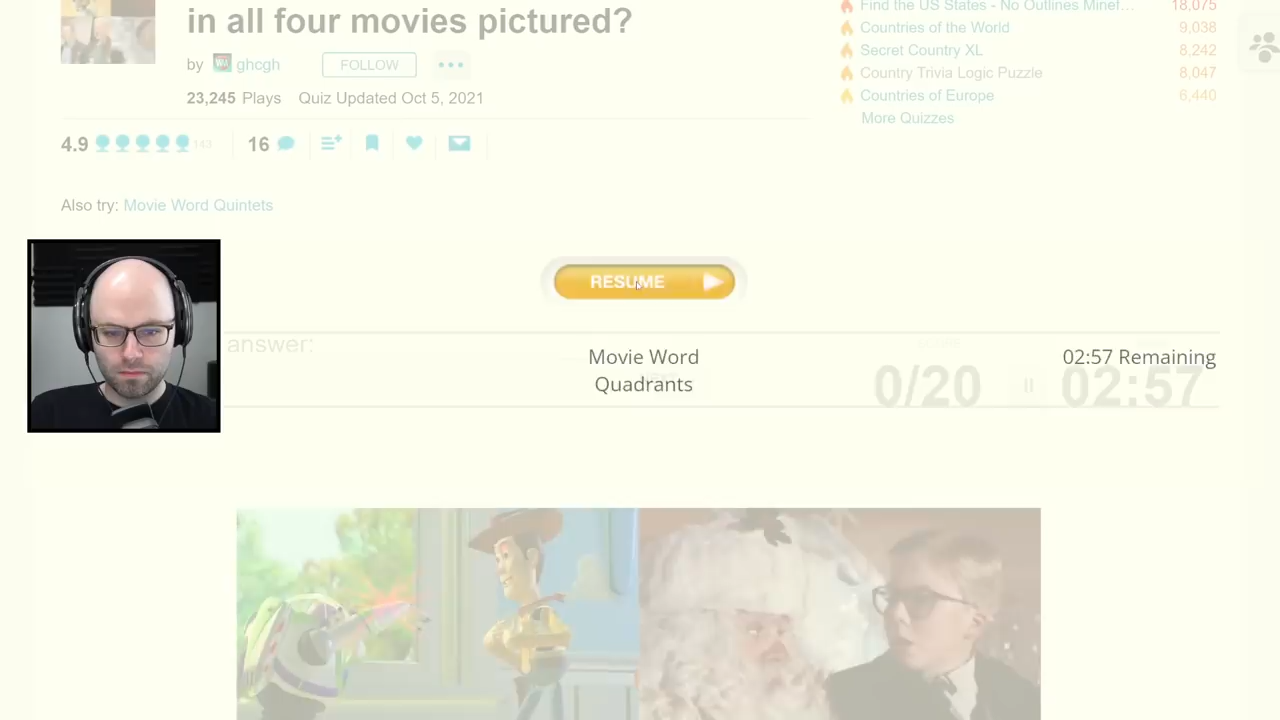 in all four movies pictured?
by ghcgh FOLLOW
23,245 Plays Quiz Updated Oct 5, 2021
4.9 143 16
Also try: Movie Word Quintets
Find the US States - No Outlines Minef… 18,075
Countries of the World 9,038
Secret Country XL 8,242
Country Trivia Logic Puzzle 8,047
Countries of Europe 6,440
More Quizzes
RESUME
answer:
Movie Word
Quadrants
02:57 Remaining
0/20 02:57